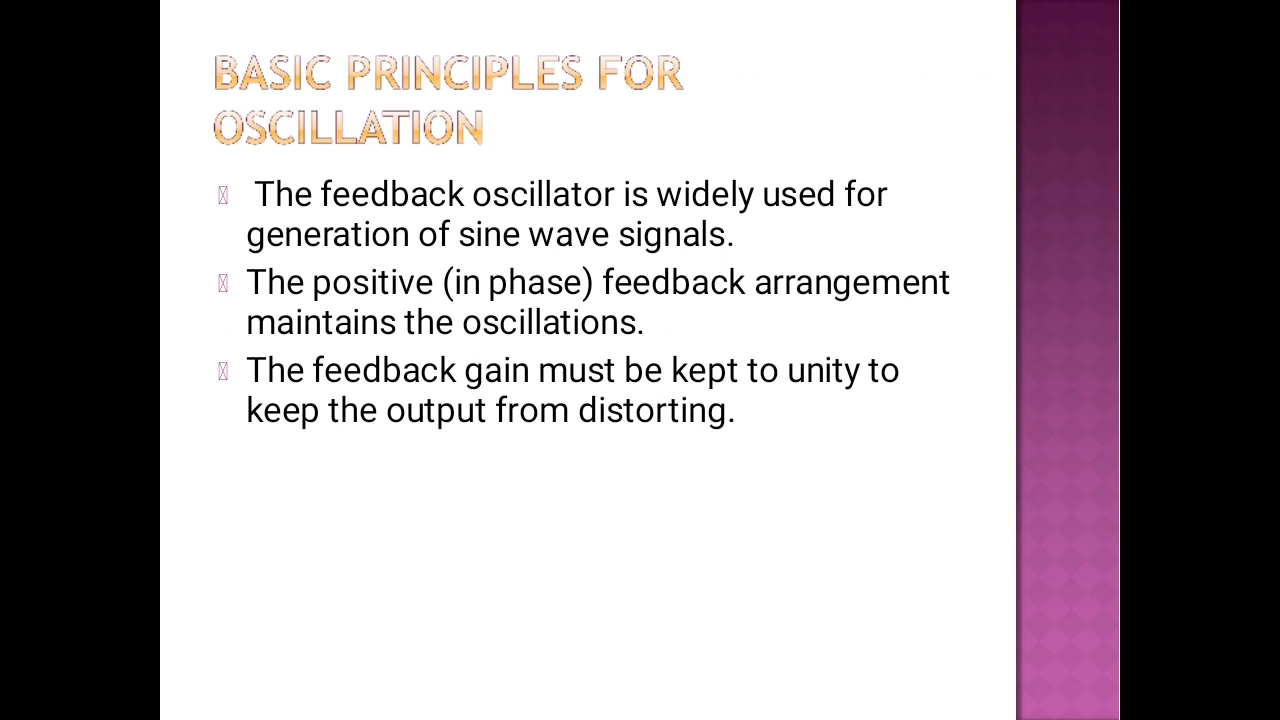 BASIC PRINCIPLES FOR
OSCILLATION
The feedback oscillator is widely used for
generation of sine wave signals.
The positive (in phase) feedback arrangement
maintains the oscillations.
The feedback gain must be kept to unity to
keep the output from distorting.